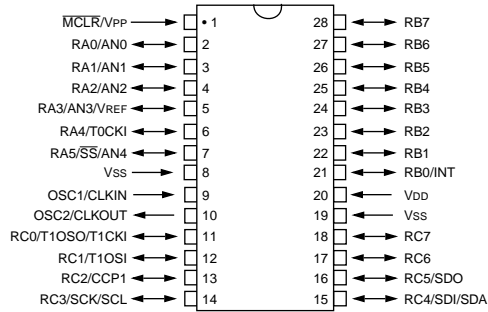 MCLR/VPP • 1 28 RB7
RA0/AN0 2 27 RB6
RA1/AN1 3 26 RB5
RA2/AN2 4 25 RB4
RA3/AN3/VREF 5 24 RB3
RA4/T0CKI 6 23 RB2
RA5/SS/AN4 7 22 RB1
VSS 8 21 RB0/INT
OSC1/CLKIN 9 20 VDD
OSC2/CLKOUT 10 19 VSS
RC0/T1OSO/T1CKI 11 18 RC7
RC1/T1OSI 12 17 RC6
RC2/CCP1 13 16 RC5/SDO
RC3/SCK/SCL 14 15 RC4/SDI/SDA